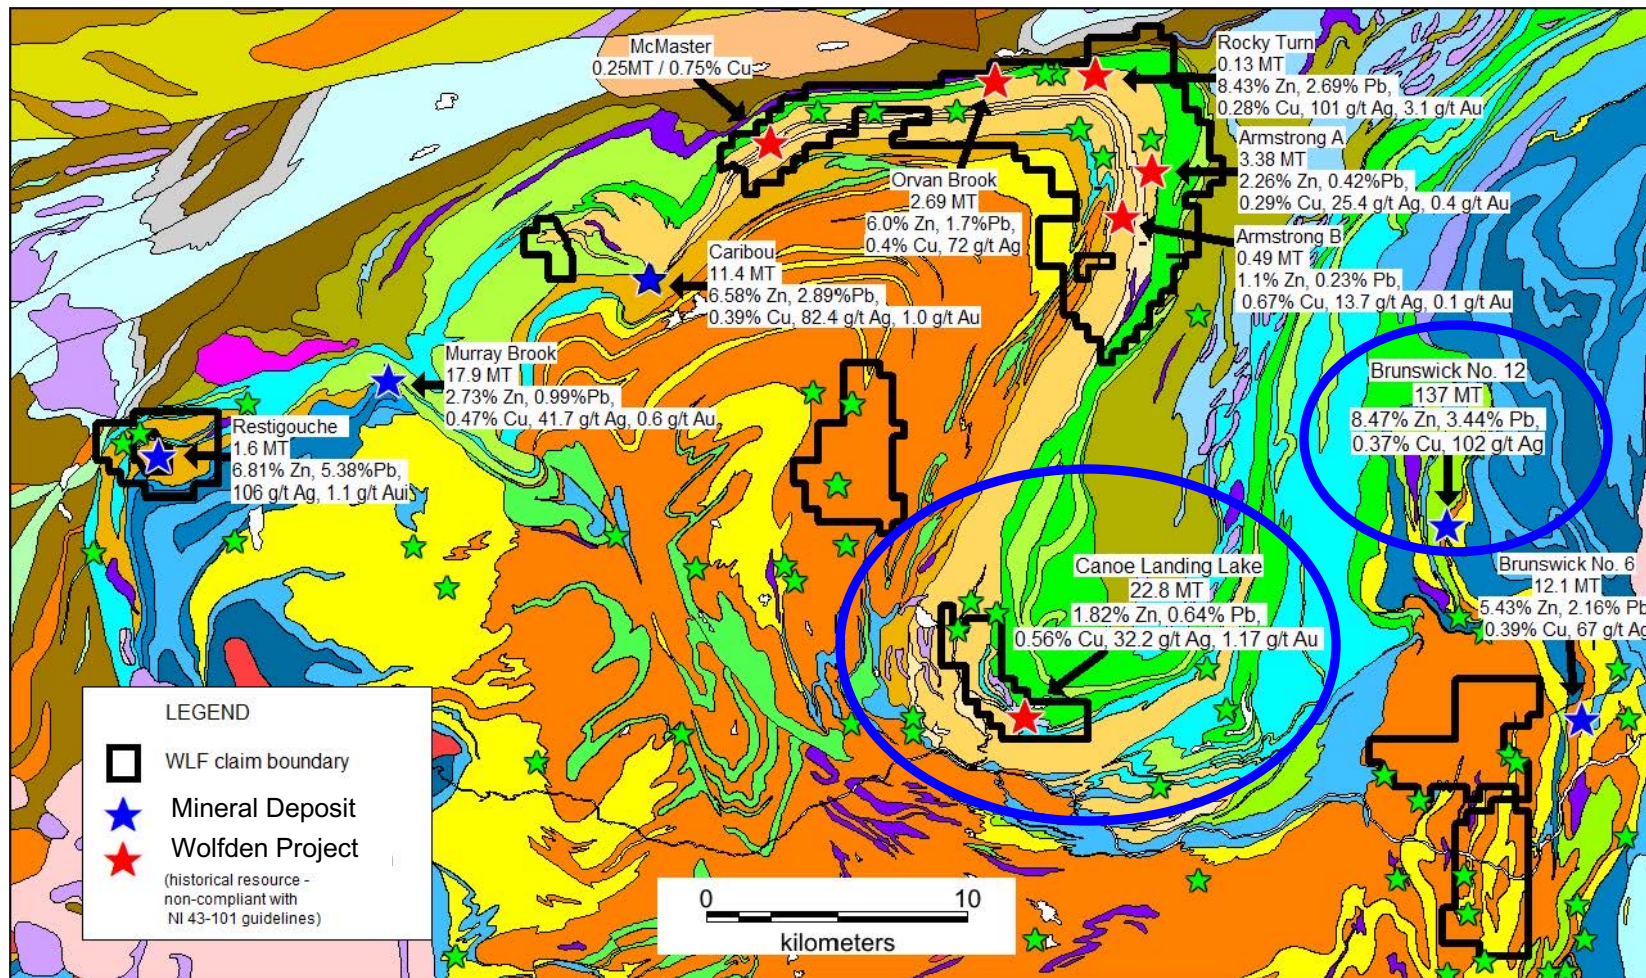 McMaster
0.25MT / 0.75% Cu
Rocky Turn
0.13 MT
8.43% Zn, 2.69% Pb,
0.28% Cu, 101 g/t Ag, 3.1 g/t Au
Armstrong A
3.38 MT
2.26% Zn, 0.42%Pb,
0.29% Cu, 25.4 g/t Ag, 0.4 g/t Au
Orvan Brook
2.69 MT
6.0% Zn, 1.7%Pb,
0.4% Cu, 72 g/t Ag
Armstrong B
0.49 MT
1.1% Zn, 0.23% Pb,
0.67% Cu, 13.7 g/t Ag, 0.1 g/t Au
Caribou
11.4 MT
6.58% Zn, 2.89%Pb,
0.39% Cu, 82.4 g/t Ag, 1.0 g/t Au
Murray Brook
17.9 MT
2.73% Zn, 0.99%Pb,
0.47% Cu, 41.7 g/t Ag, 0.6 g/t Au
Restigouche
1.6 MT
6.81% Zn, 5.38%Pb,
106 g/t Ag, 1.1 g/t Aui
Brunswick No. 12
137 MT
8.47% Zn, 3.44% Pb,
0.37% Cu, 102 g/t Ag
Canoe Landing Lake
22.8 MT
1.82% Zn, 0.64% Pb,
0.56% Cu, 32.2 g/t Ag, 1.17 g/t Au
Brunswick No. 6
12.1 MT
5.43% Zn, 2.16% Pb
0.39% Cu, 67 g/t Ag
LEGEND
WLF claim boundary
Mineral Deposit
Wolfden Project
(historical resource -
non-compliant with
NI 43-101 guidelines)
0 10
kilometers